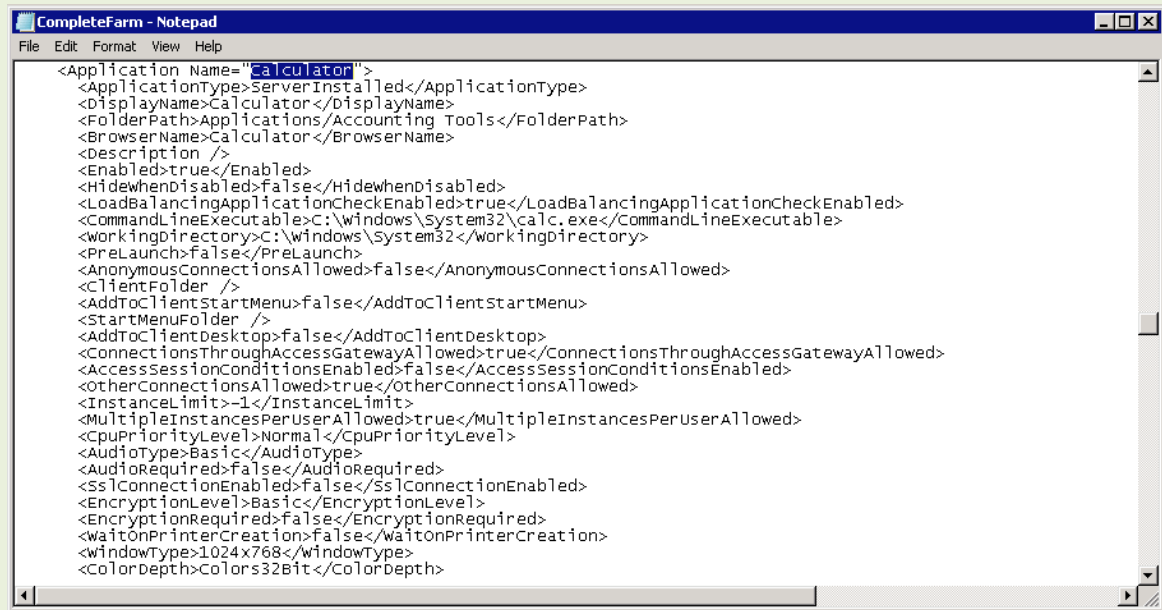 CompleteFarm - Notepad
File Edit Format View Help
<Application Name="Calculator">
<ApplicationType>ServerInstalled</ApplicationType>
<DisplayName>Calculator</DisplayName>
<FolderPath>Applications/Accounting Tools</FolderPath>
<BrowserName>Calculator</BrowserName>
<Description />
<Enabled>true</Enabled>
<HideWhenDisabled>false</HideWhenDisabled>
<LoadBalancingApplicationCheckEnabled>true</LoadBalancingApplicationCheckEnabled>
<CommandLineExecutable>C:\Windows\System32\calc.exe</CommandLineExecutable>
<WorkingDirectory>C:\Windows\System32</WorkingDirectory>
<PreLaunch>false</PreLaunch>
<AnonymousConnectionsAllowed>false</AnonymousConnectionsAllowed>
<ClientFolder />
<AddToClientStartMenu>false</AddToClientStartMenu>
<StartMenuFolder />
<AddToClientDesktop>false</AddToClientDesktop>
<ConnectionsThroughAccessGatewayAllowed>true</ConnectionsThroughAccessGatewayAllowed>
<AccessSessionConditionsEnabled>false</AccessSessionConditionsEnabled>
<OtherConnectionsAllowed>true</OtherConnectionsAllowed>
<InstanceLimit>-1</InstanceLimit>
<MultipleInstancesPerUserAllowed>true</MultipleInstancesPerUserAllowed>
<CpuPriorityLevel>Normal</CpuPriorityLevel>
<AudioType>Basic</AudioType>
<AudioRequired>false</AudioRequired>
<SslConnectionEnabled>false</SslConnectionEnabled>
<EncryptionLevel>Basic</EncryptionLevel>
<EncryptionRequired>false</EncryptionRequired>
<WaitOnPrinterCreation>false</WaitOnPrinterCreation>
<WindowType>1024x768</WindowType>
<ColorDepth>Colors32Bit</ColorDepth>